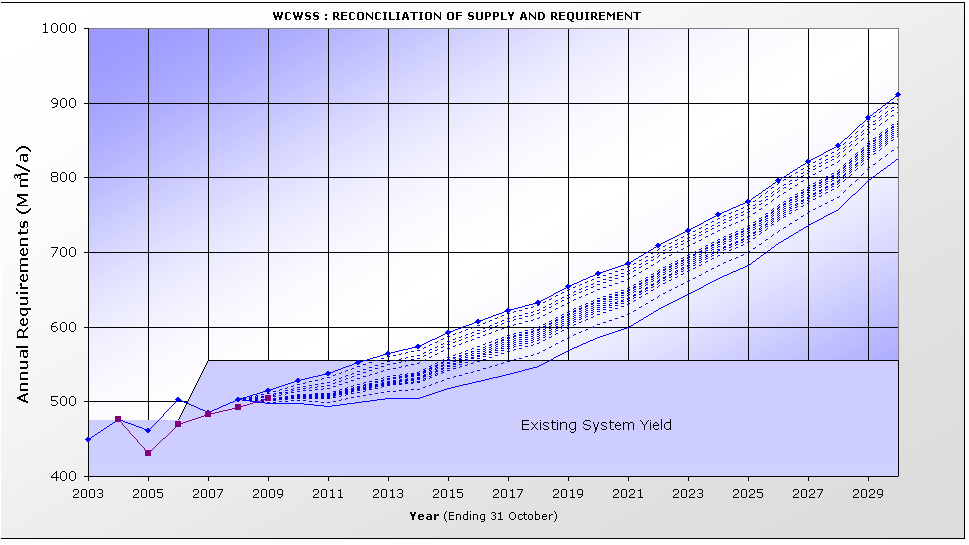 WCWSS : RECONCILIATION OF SUPPLY AND REQUIREMENT
Annual Requirements (M m³/a)
1000
900
800
700
600
500
400
Existing System Yield
2003 2005 2007 2009 2011 2013 2015 2017 2019 2021 2023 2025 2027 2029
Year (Ending 31 October)